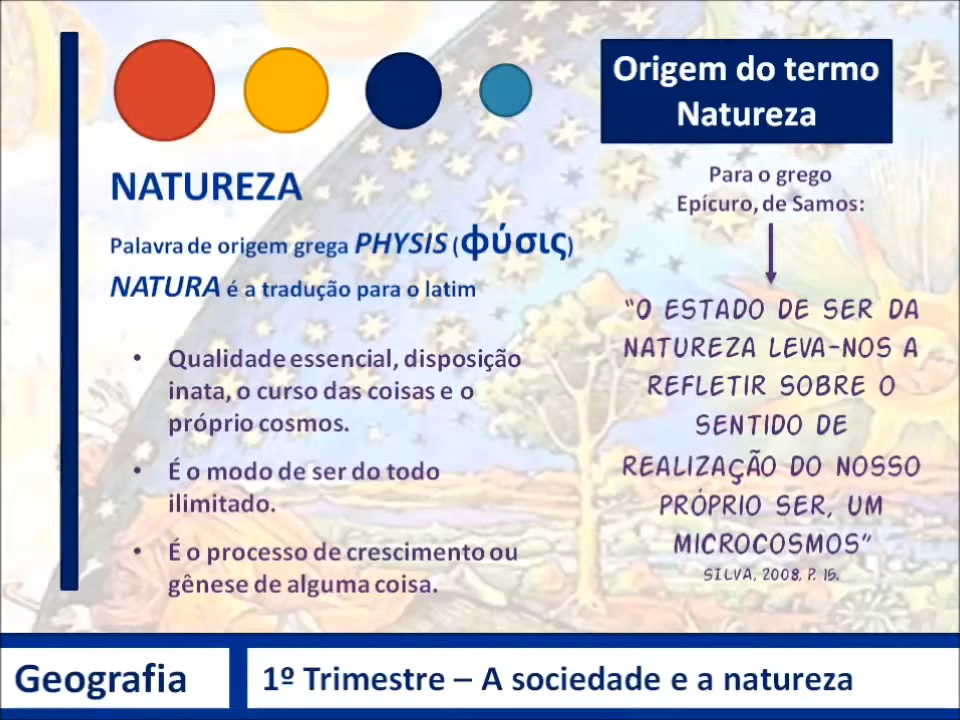 Origem do termo
Natureza
NATUREZA
Palavra de origem grega PHYSIS (φύσις)
NATURA é a tradução para o latim
• Qualidade essencial, disposição
inata, o curso das coisas e o
próprio cosmos.
• É o modo de ser do todo
ilimitado.
• É o processo de crescimento ou
gênese de alguma coisa.
Para o grego
Epícuro, de Samos:
"O ESTADO DE SER DA
NATUREZA LEVA-NOS A
REFLETIR SOBRE O
SENTIDO DE
REALIZAÇÃO DO NOSSO
PRÓPRIO SER, UM
MICROCOSMOS"
SILVA, 2008, P. 15.
Geografia
1º Trimestre – A sociedade e a natureza